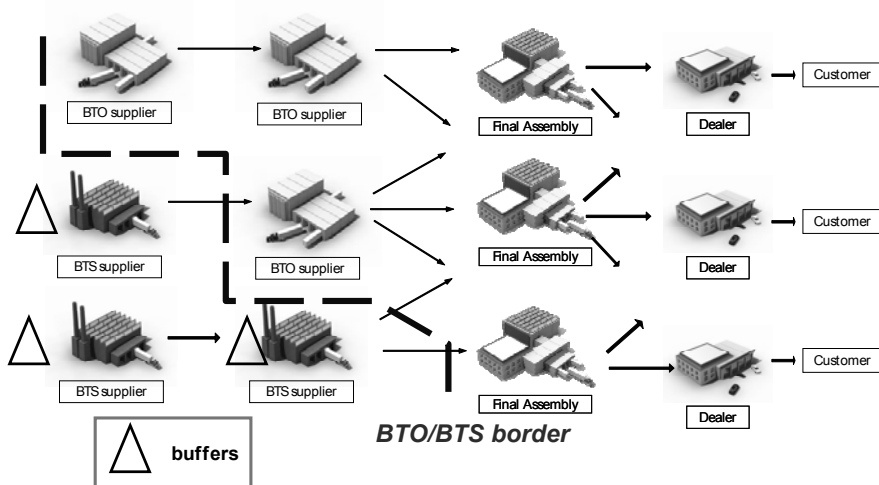 Customer
BTO supplier
BTO supplier
Final Assembly
Dealer
Customer
BTS supplier
BTO supplier
Final Assembly
Dealer
Customer
BTS supplier
BTS supplier
Final Assembly
Dealer
BTO/BTS border
buffers